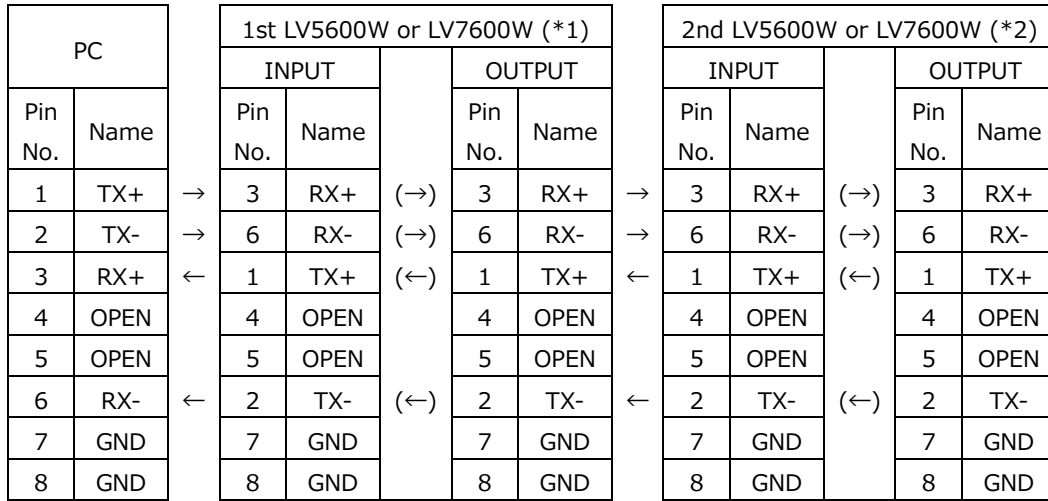 PC 1st LV5600W or LV7600W (*1) 2nd LV5600W or LV7600W (*2)
INPUT OUTPUT INPUT OUTPUT
Pin No. Name Pin No. Name Pin No. Name Pin No. Name Pin No. Name
1 TX+ → 3 RX+ (→) 3 RX+ → 3 RX+ (→) 3 RX+
2 TX- → 6 RX- (→) 6 RX- → 6 RX- (→) 6 RX-
3 RX+ ← 1 TX+ (←) 1 TX+ ← 1 TX+ (←) 1 TX+
4 OPEN 4 OPEN 4 OPEN 4 OPEN 4 OPEN
5 OPEN 5 OPEN 5 OPEN 5 OPEN 5 OPEN
6 RX- ← 2 TX- (←) 2 TX- ← 2 TX- (←) 2 TX-
7 GND 7 GND 7 GND 7 GND 7 GND
8 GND 8 GND 8 GND 8 GND 8 GND